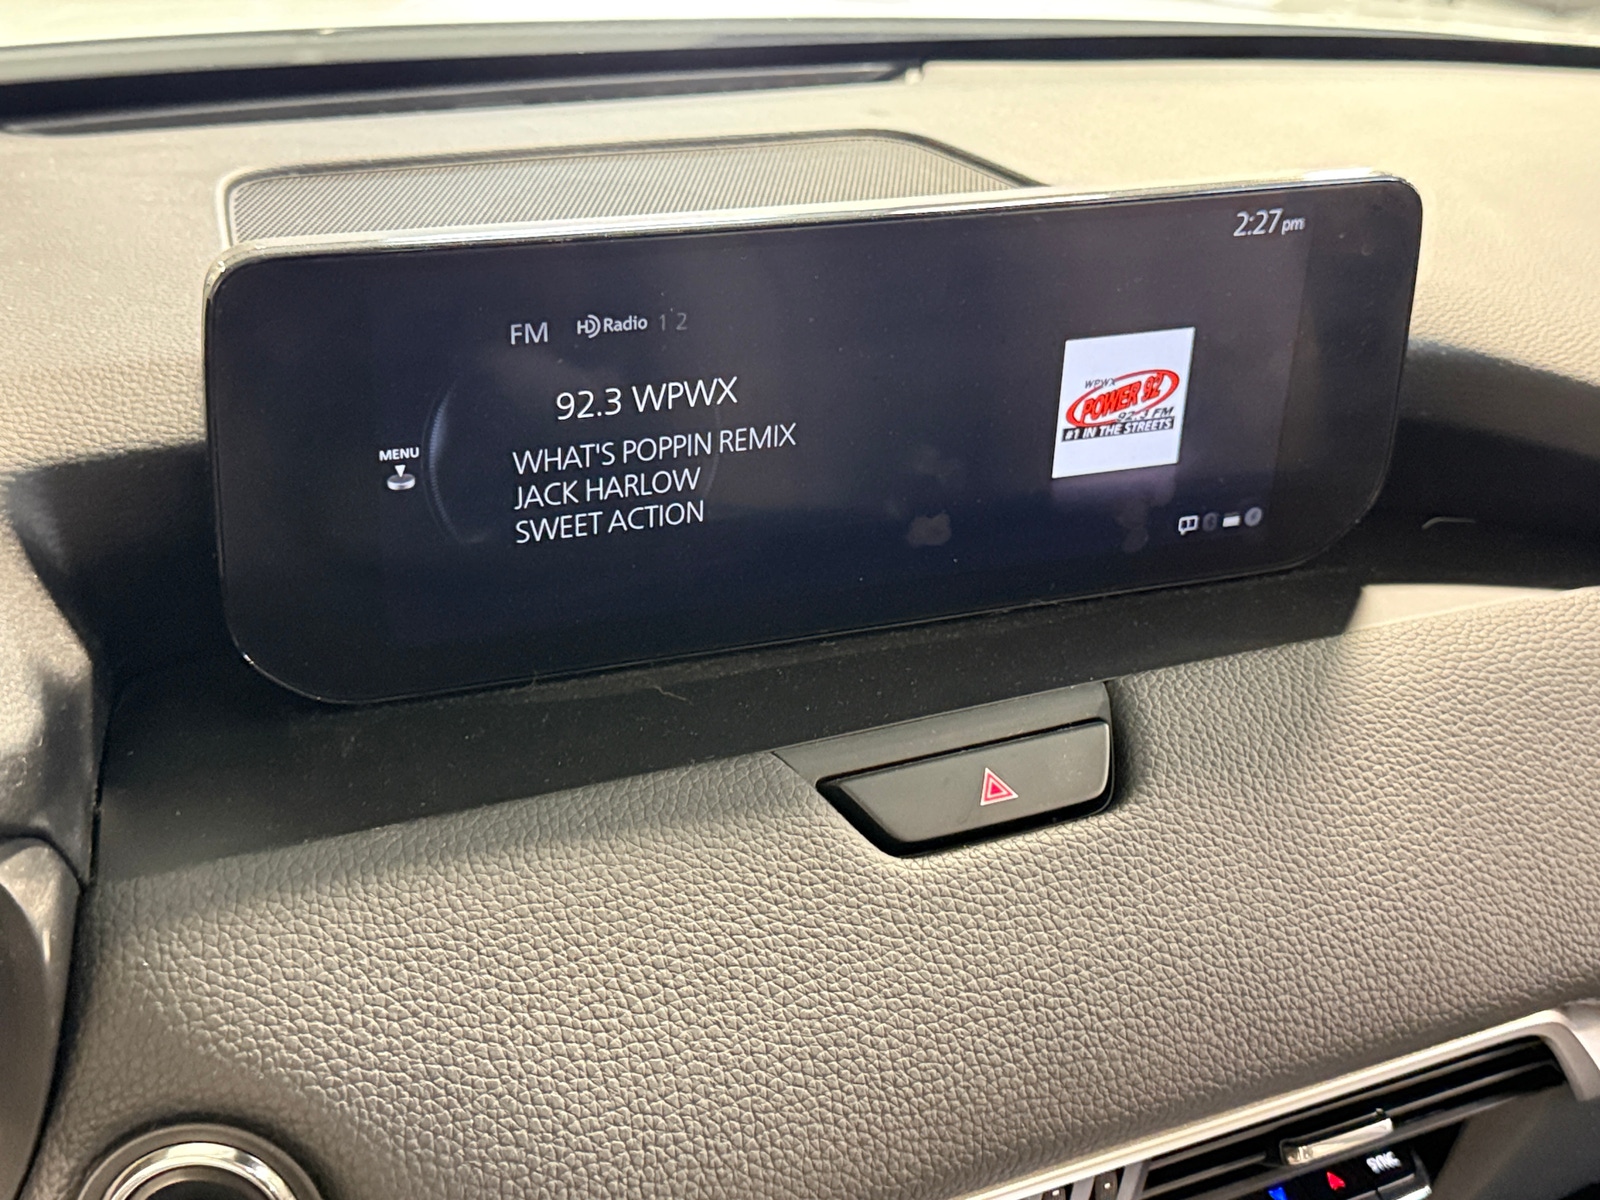 2:27pm
FM HD Radio 1 2
92.3 WPWX
WHAT'S POPPIN REMIX
JACK HARLOW
SWEET ACTION
MENU
WPWX
POWER 92
92.3 FM
#1 IN THE STREETS
SYNC